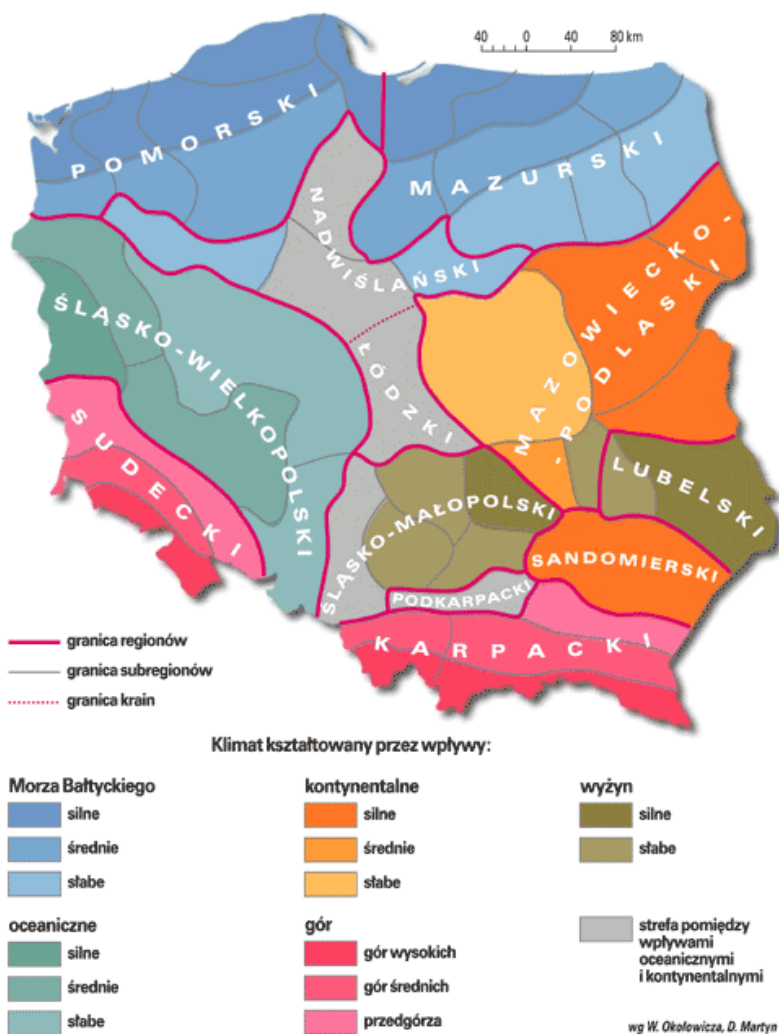 40 0 40 80 km
POMORSKI
MAZURSKI
NADWIŚLAŃSKI
MAZOWIECKO-
-PODLASKI
ŚLĄSKO-WIELKOPOLSKI
ŁÓDZKI
SUDECKI
LUBELSKI
ŚLĄSKO-MAŁOPOLSKI
SANDOMIERSKI
PODKARPACKI
KARPACKI
granica regionów
granica subregionów
granica krain
Klimat kształtowany przez wpływy:
Morza Bałtyckiego
silne
średnie
słabe
kontynentalne
silne
średnie
słabe
wyżyn
silne
słabe
oceaniczne
silne
średnie
słabe
gór
gór wysokich
gór średnich
przedgórza
strefa pomiędzy
wpływami
oceanicznymi
i kontynentalnymi
wg W. Okołowicza, D. Martyn